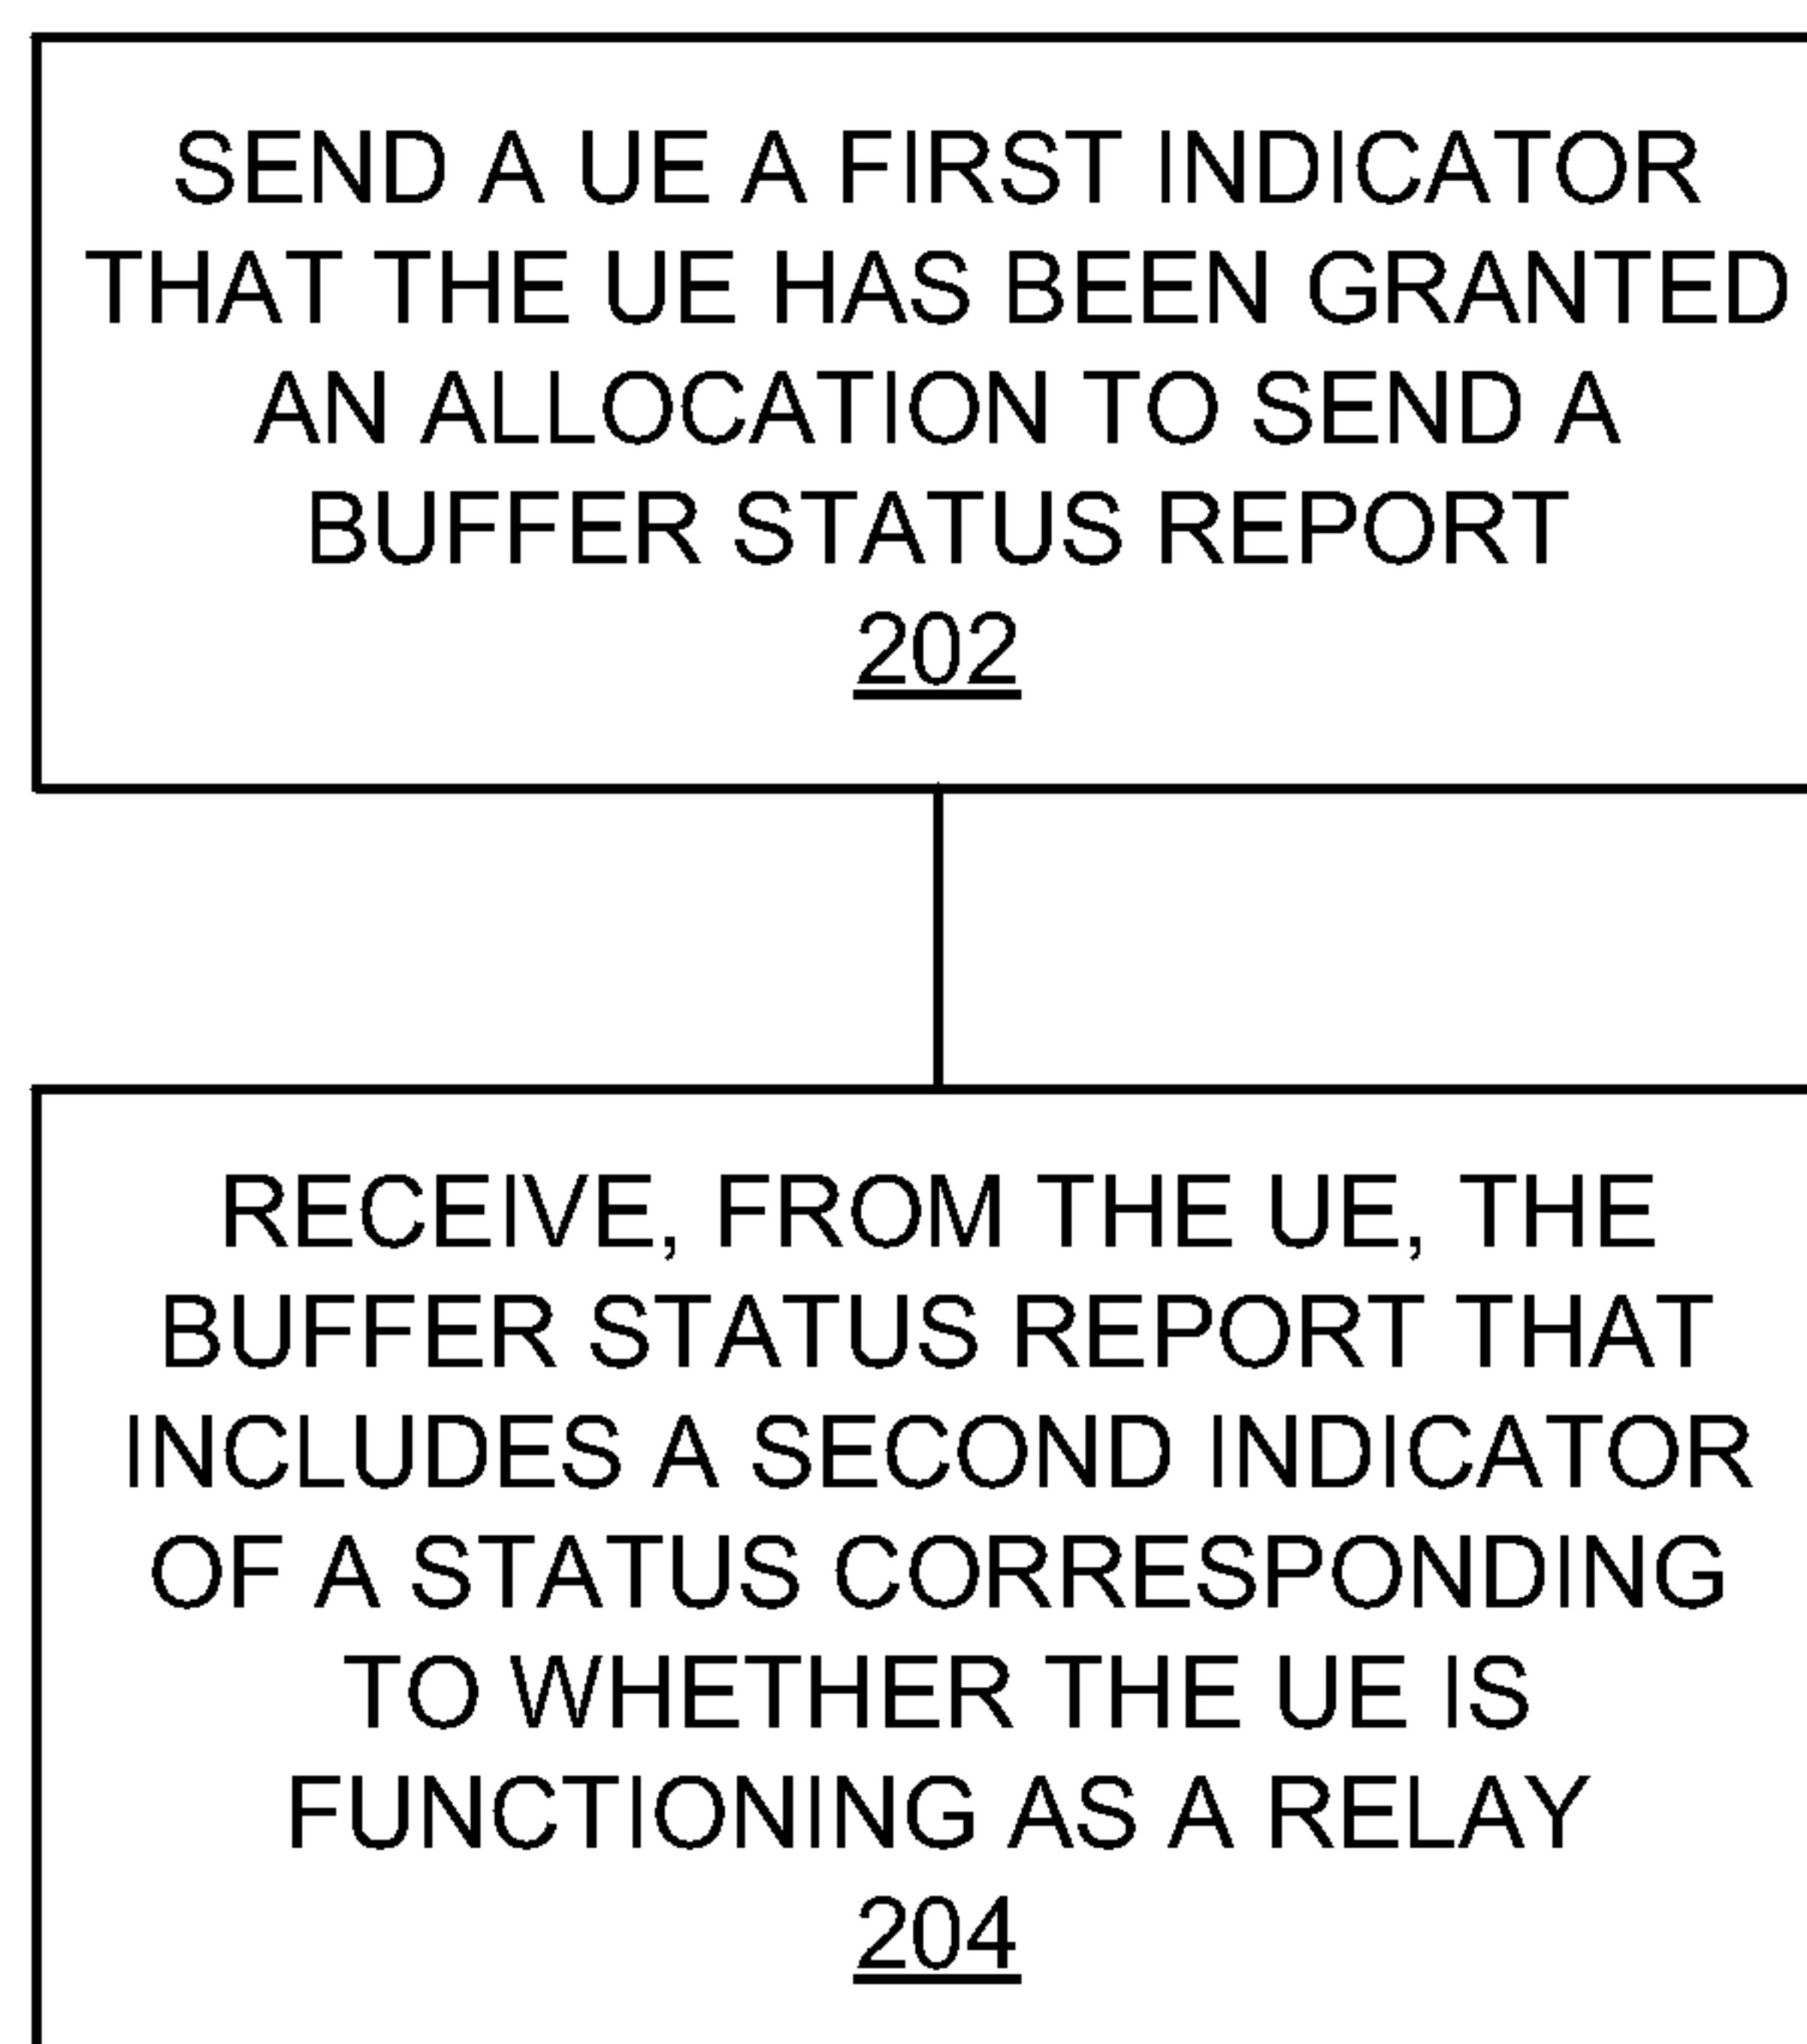 SEND A UE A FIRST INDICATOR
THAT THE UE HAS BEEN GRANTED
AN ALLOCATION TO SEND A
BUFFER STATUS REPORT
202
RECEIVE, FROM THE UE, THE
BUFFER STATUS REPORT THAT
INCLUDES A SECOND INDICATOR
OF A STATUS CORRESPONDING
TO WHETHER THE UE IS
FUNCTIONING AS A RELAY
204